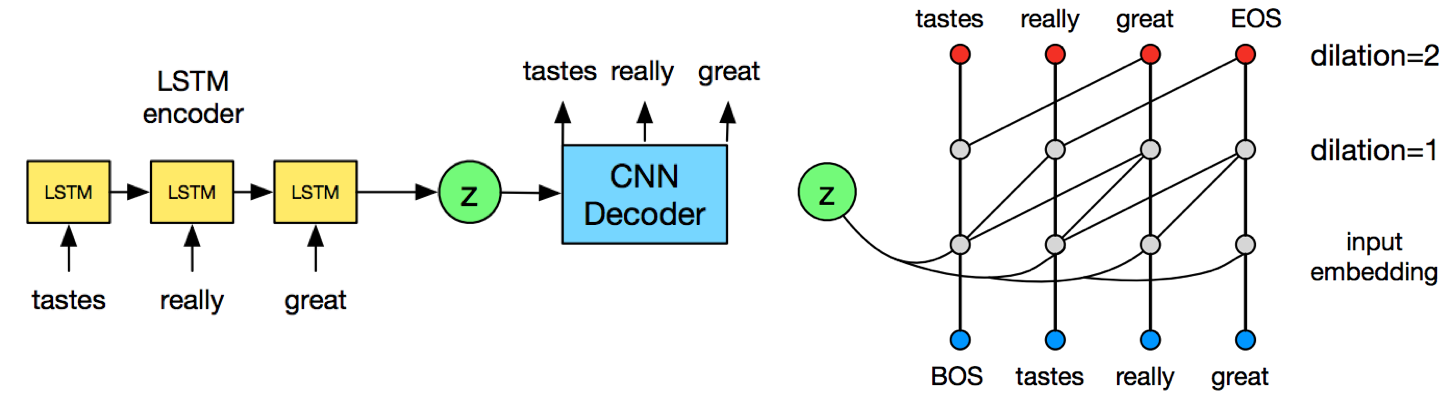 LSTM
encoder
LSTM
LSTM
LSTM
tastes
really
great
z
CNN
Decoder
tastes really great
z
tastes really great EOS
dilation=2
dilation=1
input
embedding
BOS tastes really great